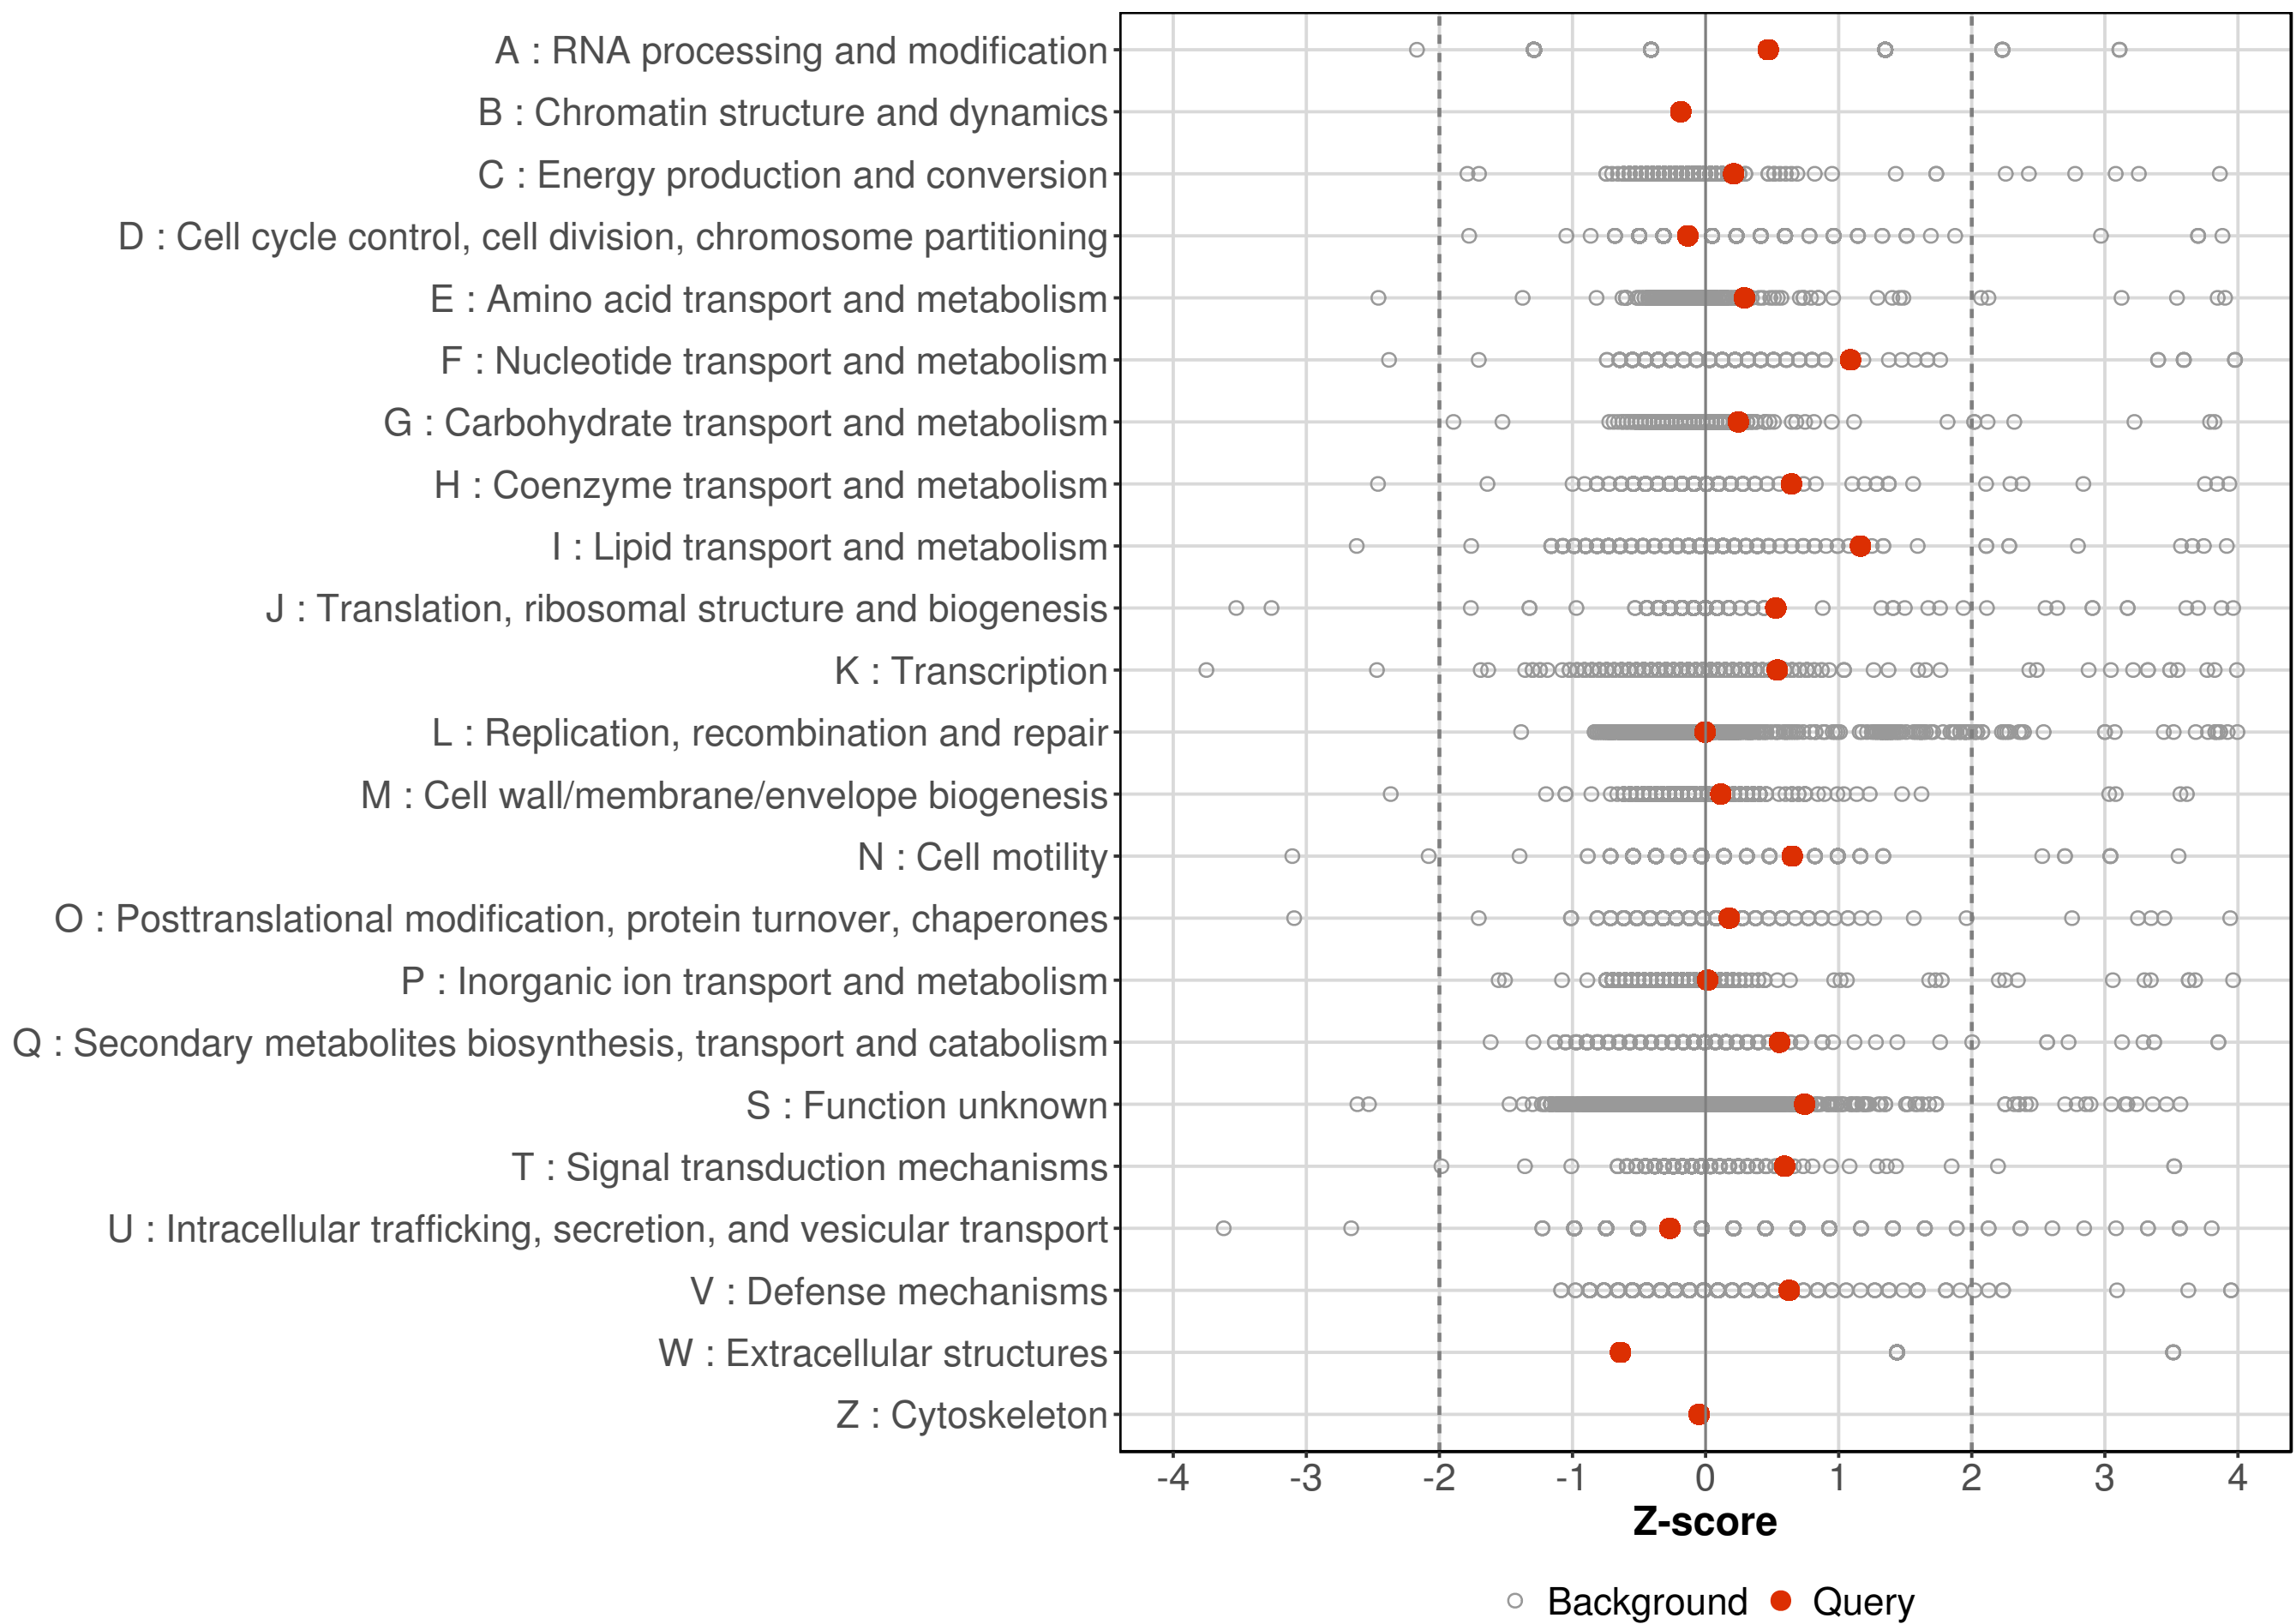 A : RNA processing and modification
B : Chromatin structure and dynamics
C : Energy production and conversion
D : Cell cycle control, cell division, chromosome partitioning
E : Amino acid transport and metabolism
F : Nucleotide transport and metabolism
G : Carbohydrate transport and metabolism
H : Coenzyme transport and metabolism
I : Lipid transport and metabolism
J : Translation, ribosomal structure and biogenesis
K : Transcription
L : Replication, recombination and repair
M : Cell wall/membrane/envelope biogenesis
N : Cell motility
O : Posttranslational modification, protein turnover, chaperones
P : Inorganic ion transport and metabolism
Q : Secondary metabolites biosynthesis, transport and catabolism
S : Function unknown
T : Signal transduction mechanisms
U : Intracellular trafficking, secretion, and vesicular transport
V : Defense mechanisms
W : Extracellular structures
Z : Cytoskeleton
-4 -3 -2 -1 0 1 2 3 4
Z-score
Background Query